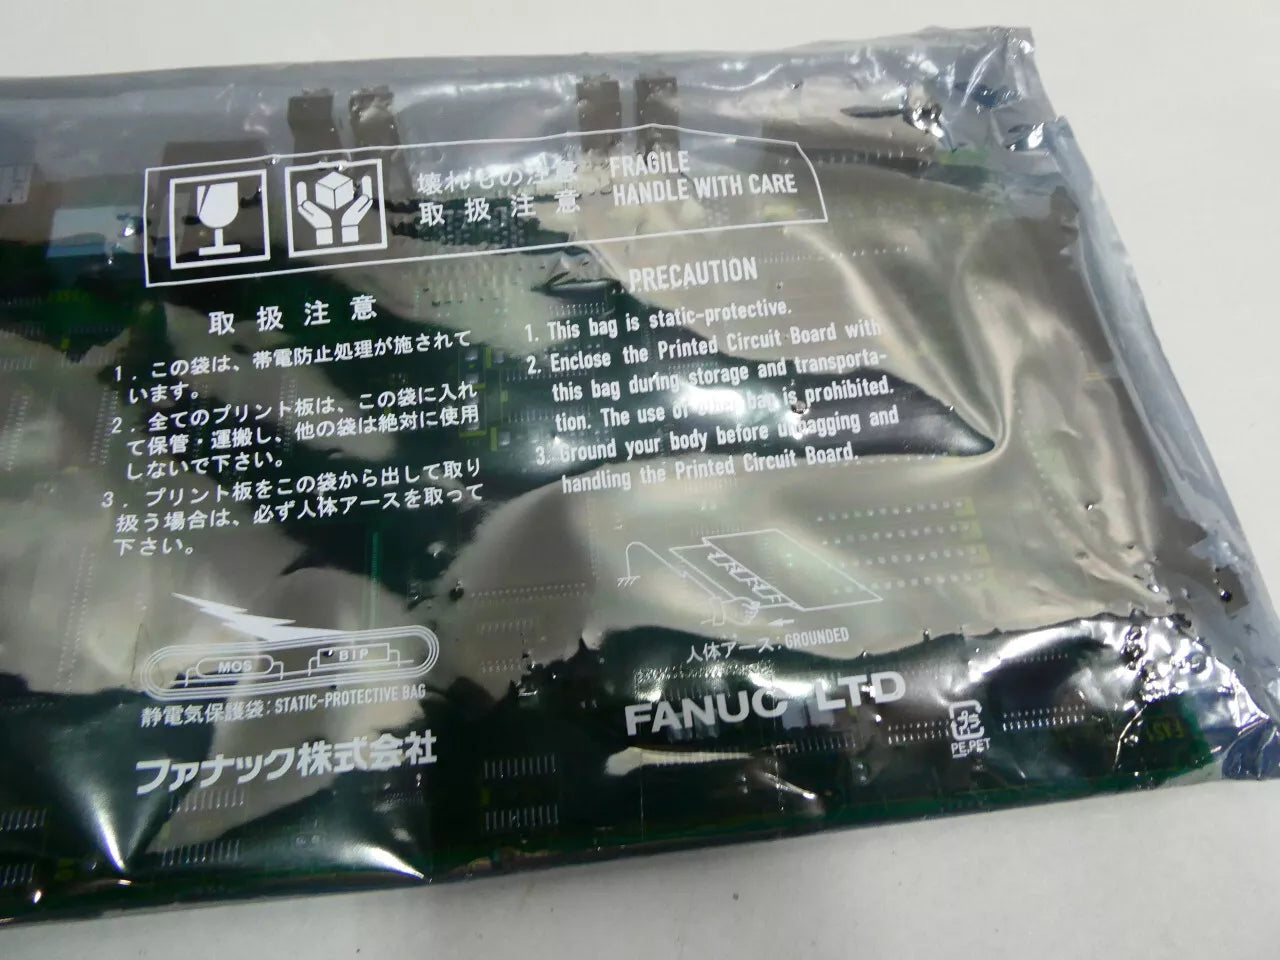 壊れもの注意
取扱注意
FRAGILE
HANDLE WITH CARE
取扱注意
1．この袋は、帯電防止処理が施されて
います。
2．全てのプリント板は、この袋に入れ
て保管・運搬し、他の袋は絶対に使用
しないで下さい。
3．プリント板をこの袋から出して取り
扱う場合は、必ず人体アースを取って
下さい。
PRECAUTION
1. This bag is static-protective.
2. Enclose the Printed Circuit Board with
this bag during storage and transporta-
tion. The use of other bag is prohibited.
3. Ground your body before unbagging and
handling the Printed Circuit Board.
MOS
BIP
静電気保護袋：STATIC-PROTECTIVE BAG
ファナック株式会社
人体アース：GROUNDED
FANUC LTD
プラ
PE,PET